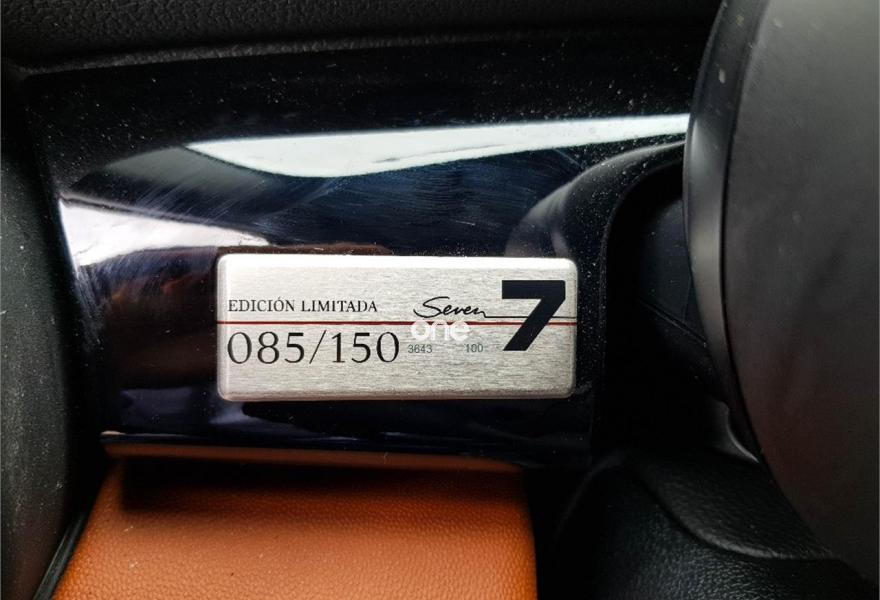 EDICIÓN LIMITADA
Seven 7
085/150
one
3643 100